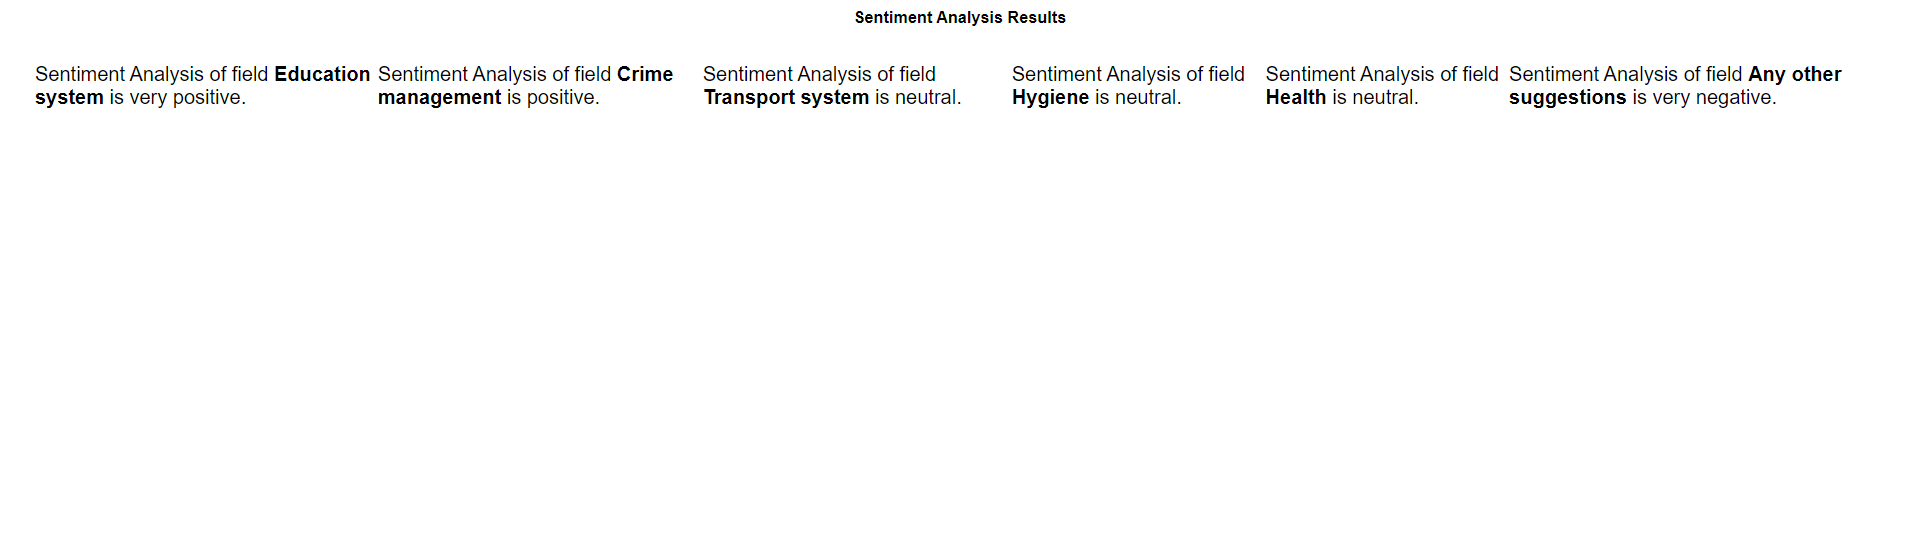 Sentiment Analysis Results
Sentiment Analysis of field Education
system is very positive.
Sentiment Analysis of field Crime
management is positive.
Sentiment Analysis of field
Transport system is neutral.
Sentiment Analysis of field
Hygiene is neutral.
Sentiment Analysis of field
Health is neutral.
Sentiment Analysis of field Any other
suggestions is very negative.